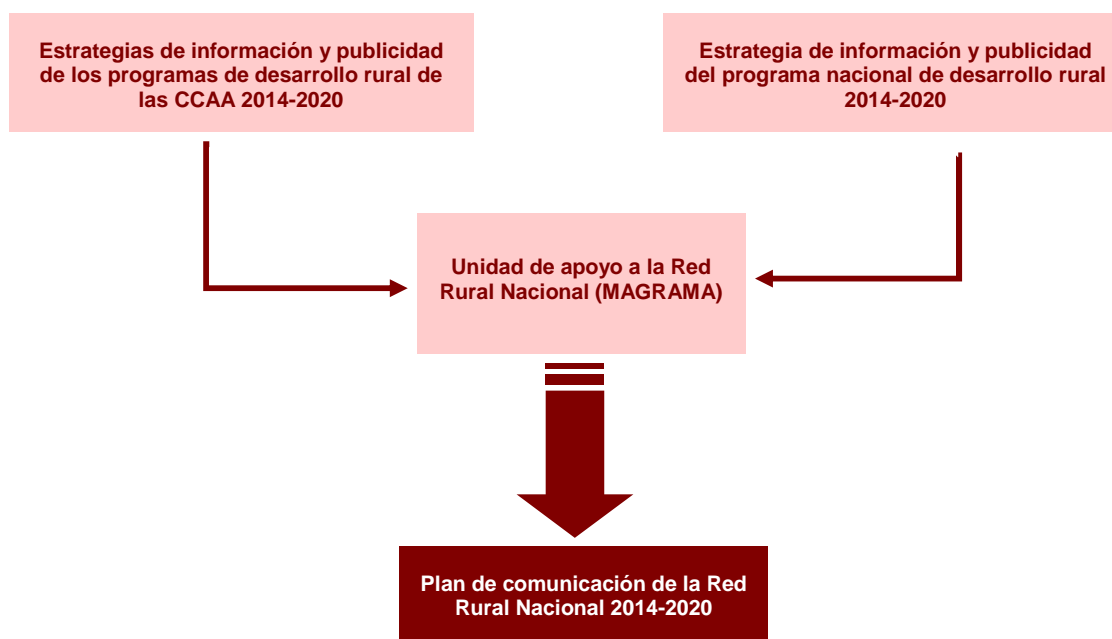 Estrategias de información y publicidad
de los programas de desarrollo rural de
las CCAA 2014-2020
Estrategia de información y publicidad
del programa nacional de desarrollo rural
2014-2020
Unidad de apoyo a la Red
Rural Nacional (MAGRAMA)
Plan de comunicación de la Red
Rural Nacional 2014-2020